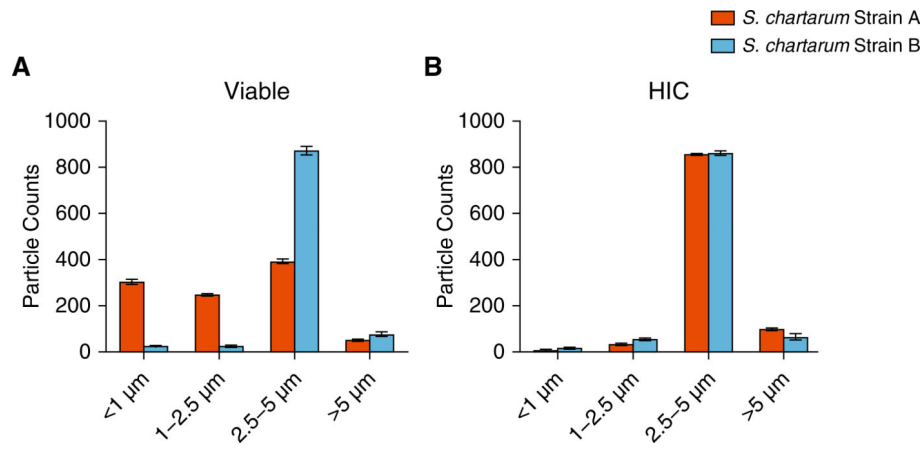 S. chartarum Strain A
S. chartarum Strain B
A
Viable
Particle Counts
1000
800
600
400
200
0
<1 µm
1–2.5 µm
2.5–5 µm
>5 µm
B
HIC
Particle Counts
1000
800
600
400
200
0
<1 µm
1–2.5 µm
2.5–5 µm
>5 µm